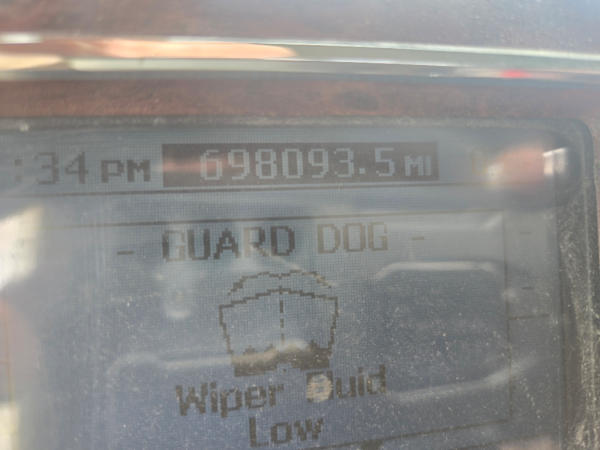 :34 PM 698093.5 MI
- GUARD DOG -
Wiper Fluid
Low